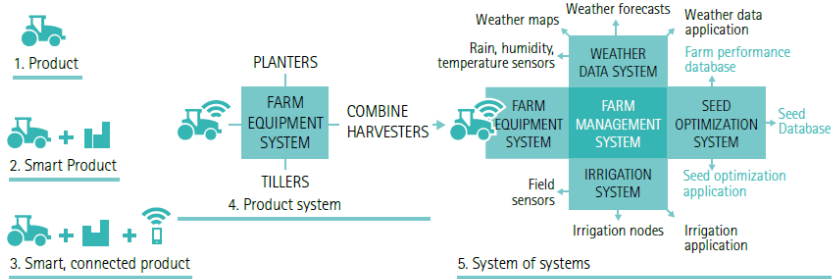 1. Product
2. Smart Product
3. Smart, connected product
PLANTERS
FARM
EQUIPMENT
SYSTEM
COMBINE
HARVESTERS
TILLERS
4. Product system
Weather maps
Weather forecasts
Weather data
application
Rain, humidity,
temperature sensors
WEATHER
DATA SYSTEM
Farm performance
database
FARM
EQUIPMENT
SYSTEM
FARM
MANAGEMENT
SYSTEM
SEED
OPTIMIZATION
SYSTEM
Seed
Database
Field
sensors
IRRIGATION
SYSTEM
Seed optimization
application
Irrigation nodes
Irrigation
application
5. System of systems